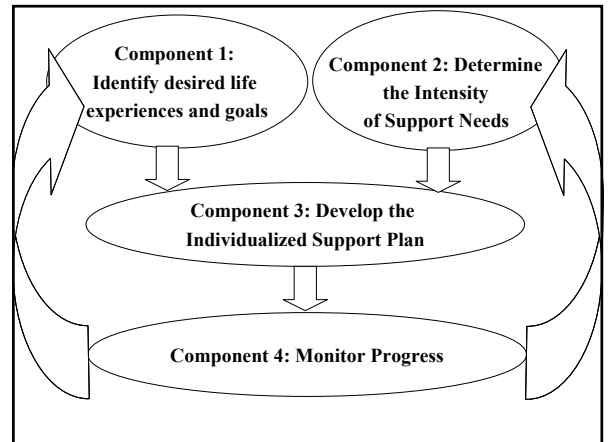 Component 1:
Identify desired life
experiences and goals
Component 2: Determine
the Intensity
of Support Needs
Component 3: Develop the
Individualized Support Plan
Component 4: Monitor Progress